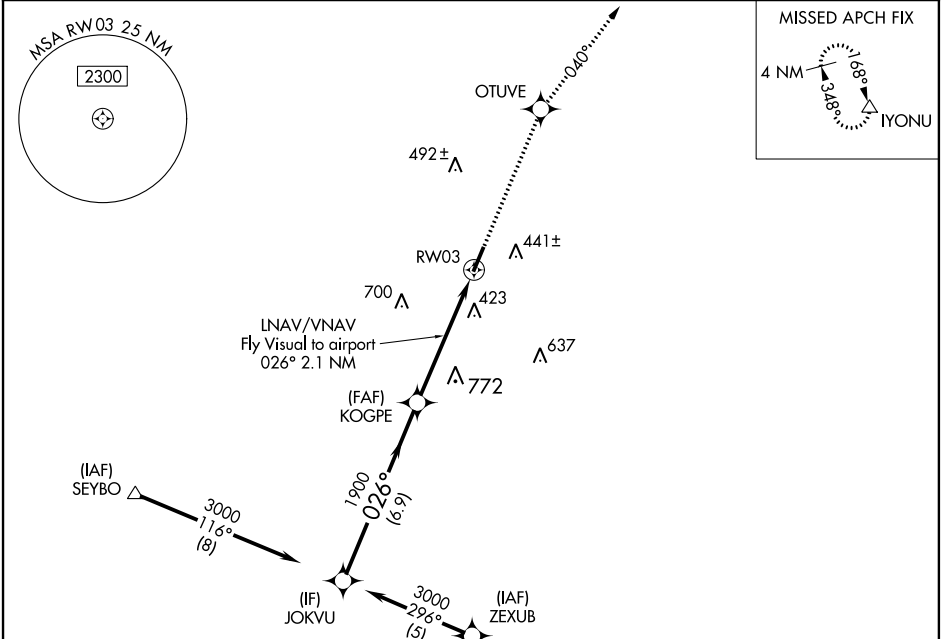 MSA RW03 25 NM
2300
MISSED APCH FIX
4 NM
168°
348°
IYONU
040°
OTUVE
492±
RW03
441±
700
423
LNAV/VNAV
Fly Visual to airport
026° 2.1 NM
637
772
(FAF)
KOGPE
1900
026°
(6.9)
(IAF)
SEYBO
3000
116°
(8)
(IF)
JOKVU
3000
296°
(5)
(IAF)
ZEXUB